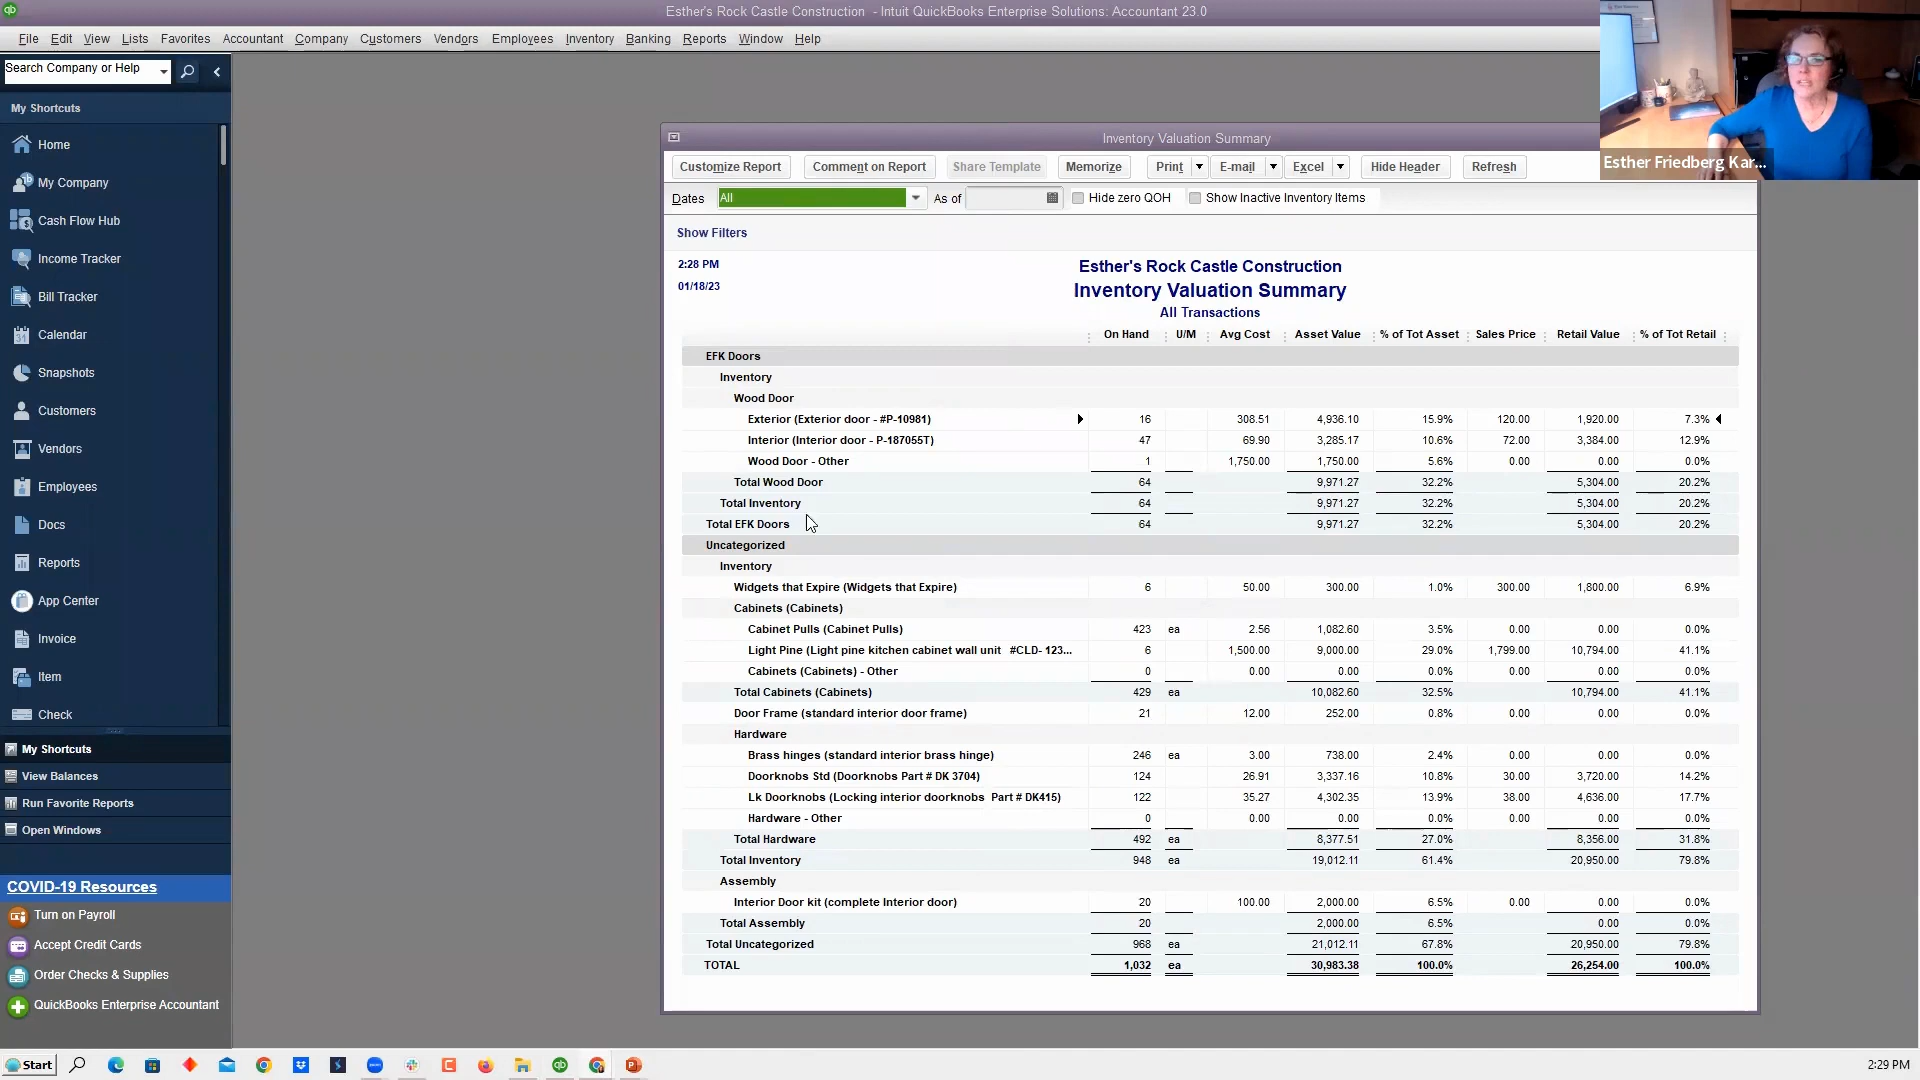 Esther's Rock Castle Construction - Intuit QuickBooks Enterprise Solutions: Accountant 23.0
File Edit View Lists Favorites Accountant Company Customers Vendors Employees Inventory Banking Reports Window Help
Search Company or Help
My Shortcuts
Home
My Company
Cash Flow Hub
Income Tracker
Bill Tracker
Calendar
Snapshots
Customers
Vendors
Employees
Docs
Reports
App Center
Invoice
Item
Check
My Shortcuts
View Balances
Run Favorite Reports
Open Windows
COVID-19 Resources
Turn on Payroll
Accept Credit Cards
Order Checks & Supplies
QuickBooks Enterprise Accountant
Inventory Valuation Summary
Customize Report Comment on Report Share Template Memorize Print E-mail Excel Hide Header Refresh
Dates All As of Hide zero QOH Show Inactive Inventory Items
Show Filters
2:28 PM
01/18/23
Esther's Rock Castle Construction
Inventory Valuation Summary
All Transactions
On Hand U/M Avg Cost Asset Value % of Tot Asset Sales Price Retail Value % of Tot Retail
EFK Doors
Inventory
Wood Door
Exterior (Exterior door - #P-10981) 16 308.51 4,936.10 15.9% 120.00 1,920.00 7.3%
Interior (Interior door - P-187055T) 47 69.90 3,285.17 10.6% 72.00 3,384.00 12.9%
Wood Door - Other 1 1,750.00 1,750.00 5.6% 0.00 0.00 0.0%
Total Wood Door 64 9,971.27 32.2% 5,304.00 20.2%
Total Inventory 64 9,971.27 32.2% 5,304.00 20.2%
Total EFK Doors 64 9,971.27 32.2% 5,304.00 20.2%
Uncategorized
Inventory
Widgets that Expire (Widgets that Expire) 6 50.00 300.00 1.0% 300.00 1,800.00 6.9%
Cabinets (Cabinets)
Cabinet Pulls (Cabinet Pulls) 423 ea 2.56 1,082.60 3.5% 0.00 0.00 0.0%
Light Pine (Light pine kitchen cabinet wall unit #CLD- 123... 6 1,500.00 9,000.00 29.0% 1,799.00 10,794.00 41.1%
Cabinets (Cabinets) - Other 0 0.00 0.00 0.0% 0.00 0.00 0.0%
Total Cabinets (Cabinets) 429 ea 10,082.60 32.5% 10,794.00 41.1%
Door Frame (standard interior door frame) 21 12.00 252.00 0.8% 0.00 0.00 0.0%
Hardware
Brass hinges (standard interior brass hinge) 246 ea 3.00 738.00 2.4% 0.00 0.00 0.0%
Doorknobs Std (Doorknobs Part # DK 3704) 124 26.91 3,337.16 10.8% 30.00 3,720.00 14.2%
Lk Doorknobs (Locking interior doorknobs Part # DK415) 122 35.27 4,302.35 13.9% 38.00 4,636.00 17.7%
Hardware - Other 0 0.00 0.00 0.0% 0.00 0.00 0.0%
Total Hardware 492 ea 8,377.51 27.0% 8,356.00 31.8%
Total Inventory 948 ea 19,012.11 61.4% 20,950.00 79.8%
Assembly
Interior Door kit (complete Interior door) 20 100.00 2,000.00 6.5% 0.00 0.00 0.0%
Total Assembly 20 2,000.00 6.5% 0.00 0.0%
Total Uncategorized 968 ea 21,012.11 67.8% 20,950.00 79.8%
TOTAL 1,032 ea 30,983.38 100.0% 26,254.00 100.0%
Esther Friedberg Kar...
Start
2:29 PM